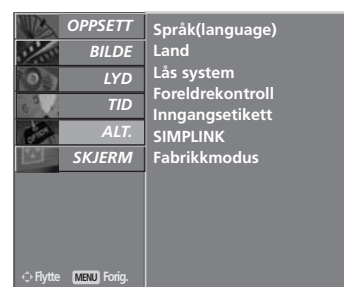 OPPSETT
BILDE
LYD
TID
ALT.
SKJERM
Språk(language)
Land
Lås system
Foreldrekontroll
Inngangsetikett
SIMPLINK
Fabrikkmodus
Flytte MENU Forig.